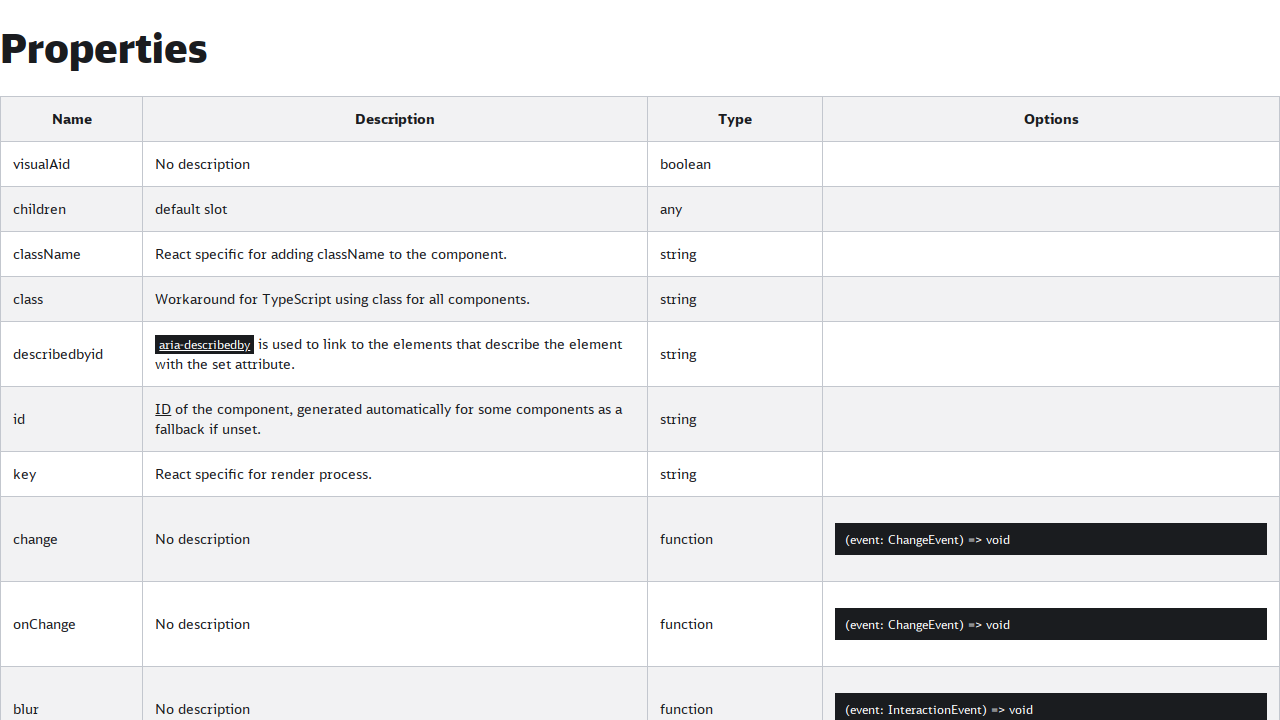 Properties
Name Description Type Options
visualAid No description boolean
children default slot any
className React specific for adding className to the component. string
class Workaround for TypeScript using class for all components. string
describedbyid aria-describedby is used to link to the elements that describe the element with the set attribute. string
id ID of the component, generated automatically for some components as a fallback if unset. string
key React specific for render process. string
change No description function (event: ChangeEvent) => void
onChange No description function (event: ChangeEvent) => void
blur No description function (event: InteractionEvent) => void